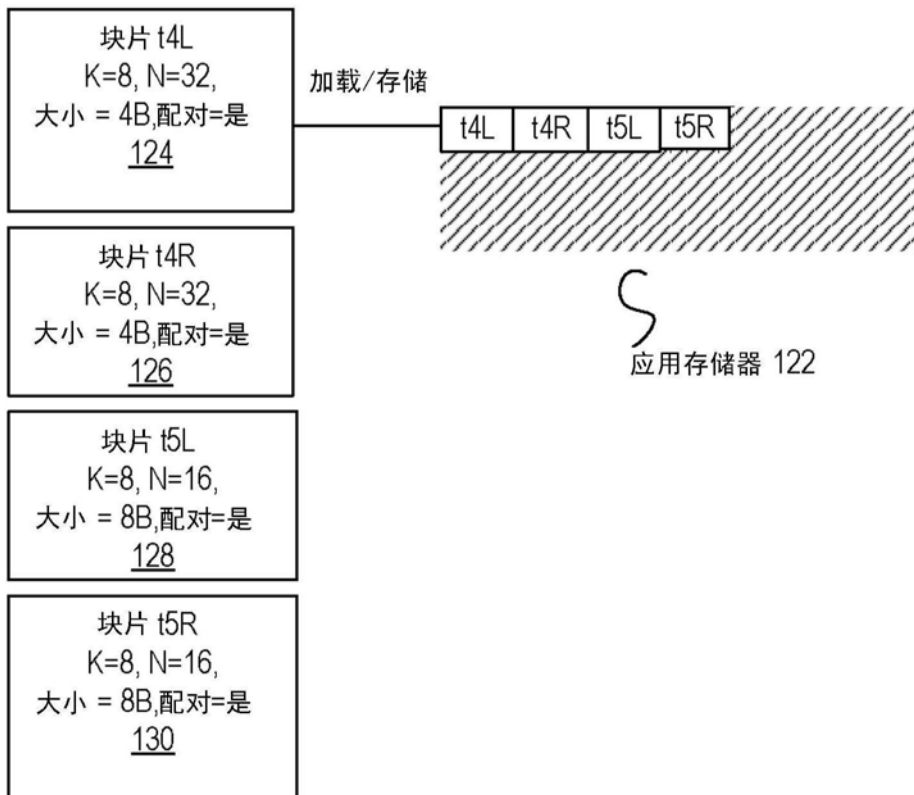 块片 t4L
K=8, N=32,
大小 = 4B,配对=是
124
加载/存储
t4L t4R t5L t5R
块片 t4R
K=8, N=32,
大小 = 4B,配对=是
126
应用存储器 122
块片 t5L
K=8, N=16,
大小 = 8B,配对=是
128
块片 t5R
K=8, N=16,
大小 = 8B,配对=是
130